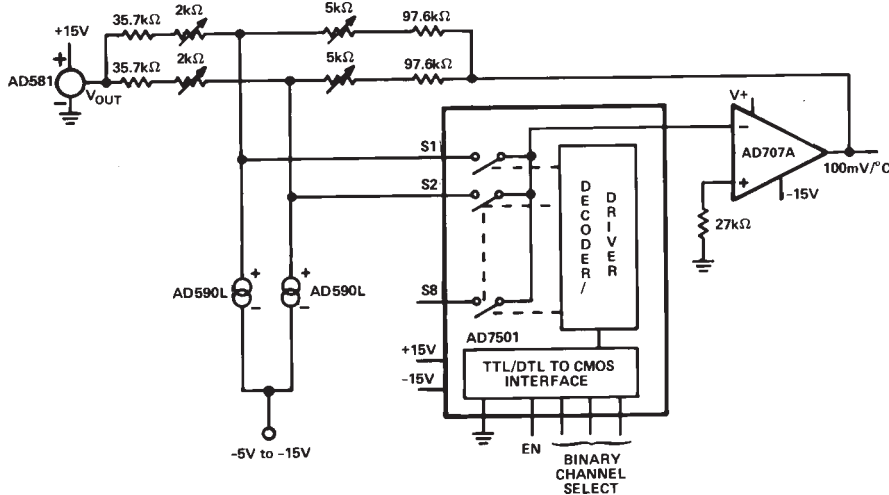 +15V
35.7kΩ
2kΩ
5kΩ
97.6kΩ
+
AD581
35.7kΩ
2kΩ
5kΩ
97.6kΩ
–
VOUT
V+
S1
–
AD707A
100mV/°C
S2
+
–15V
DECODER/
DRIVER
27kΩ
+
+
AD590L
AD590L
–
–
S8
AD7501
+15V
–15V
TTL/DTL TO CMOS
INTERFACE
–5V to –15V
EN
BINARY
CHANNEL
SELECT